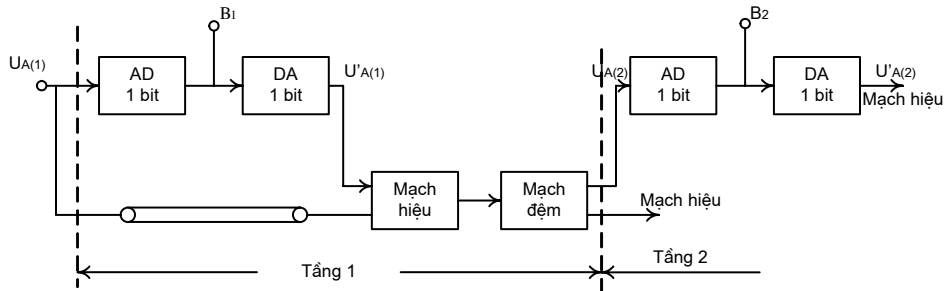 B1
B2
UA(1)
AD
1 bit
DA
1 bit
U'A(1)
UA(2)
AD
1 bit
DA
1 bit
U'A(2)
Mạch hiệu
Mạch
hiệu
Mạch
đệm
Mạch hiệu
Tầng 1
Tầng 2